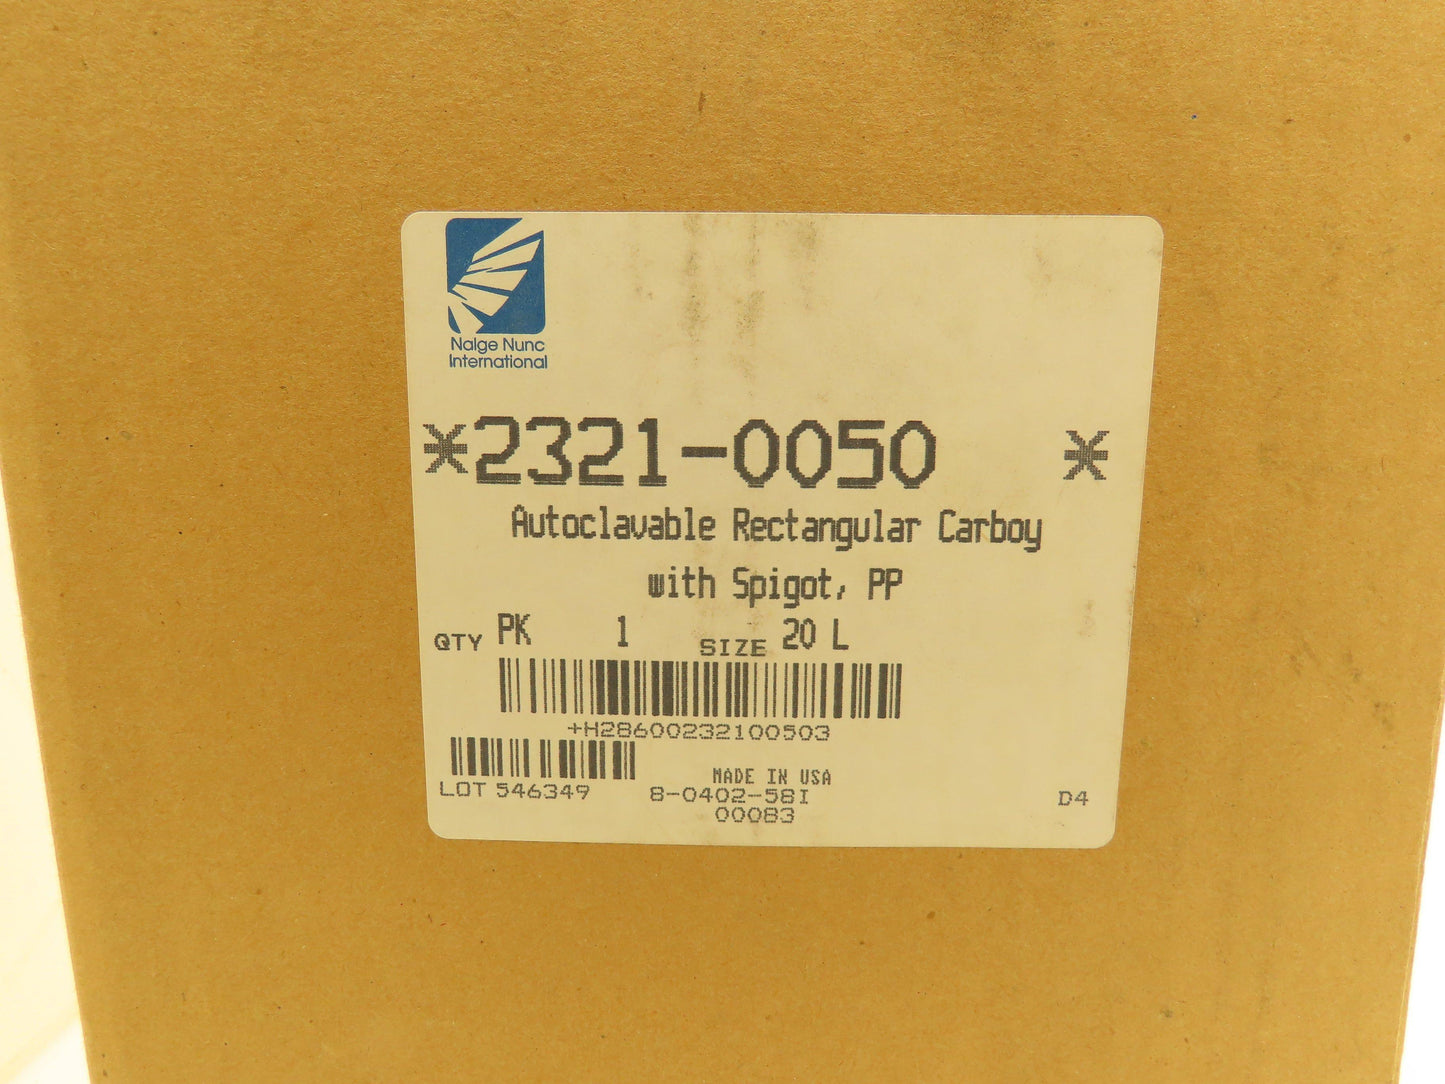 Nalge Nunc
International
*2321-0050 *
Autoclavable Rectangular Carboy
with Spigot, PP
QTY PK 1 SIZE 20 L
+H28600232100503
LOT 546349
MADE IN USA
8-0402-58I
00083
D4